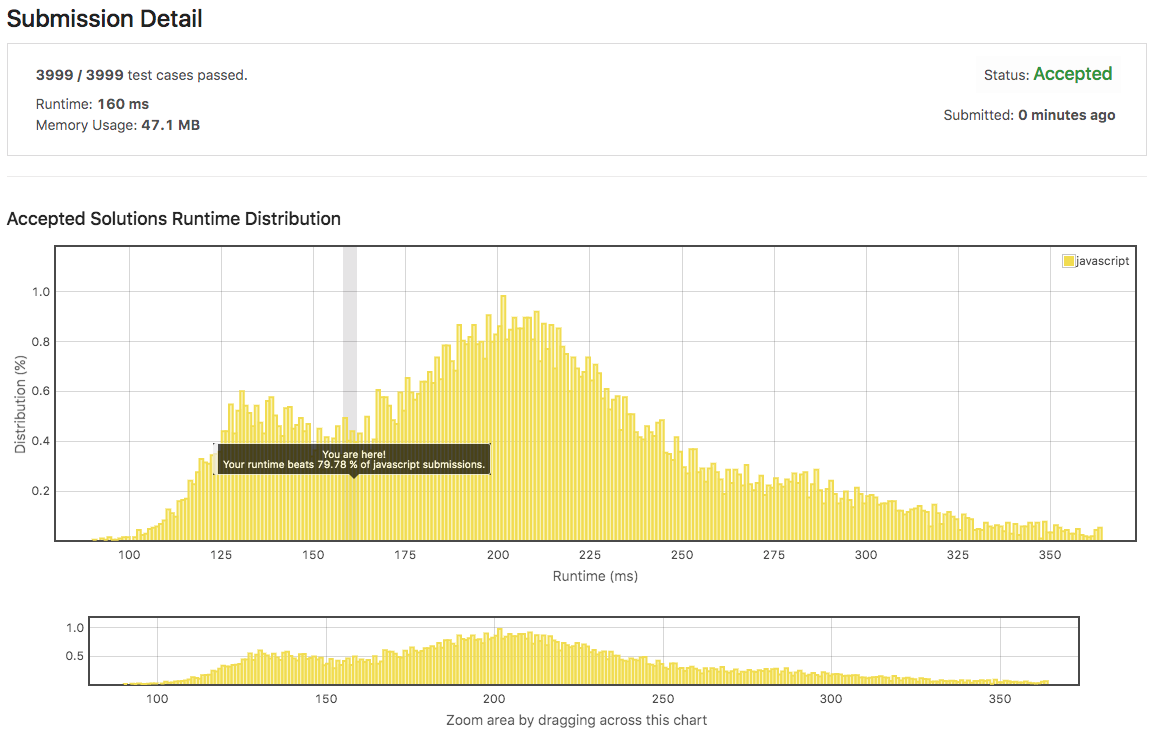 Submission Detail
3999 / 3999 test cases passed.
Status: Accepted
Runtime: 160 ms
Memory Usage: 47.1 MB
Submitted: 0 minutes ago
Accepted Solutions Runtime Distribution
javascript
1.0
0.8
0.6
0.4
0.2
Distribution (%)
You are here!
Your runtime beats 79.78 % of javascript submissions.
100 125 150 175 200 225 250 275 300 325 350
Runtime (ms)
1.0
0.5
100 150 200 250 300 350
Zoom area by dragging across this chart